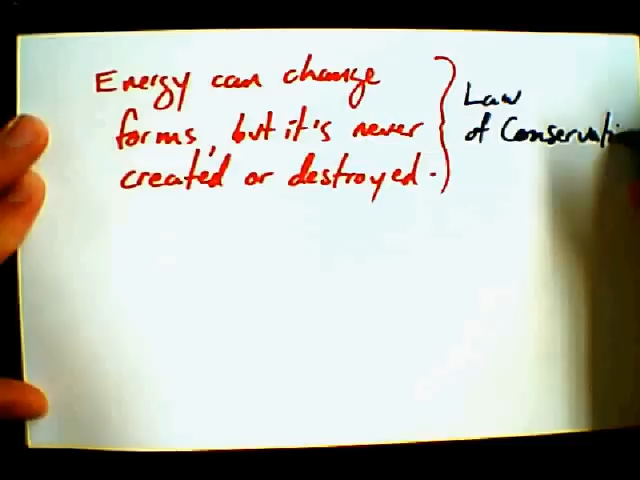 Energy can change
forms, but it's never
created or destroyed.
Law
of Conservati